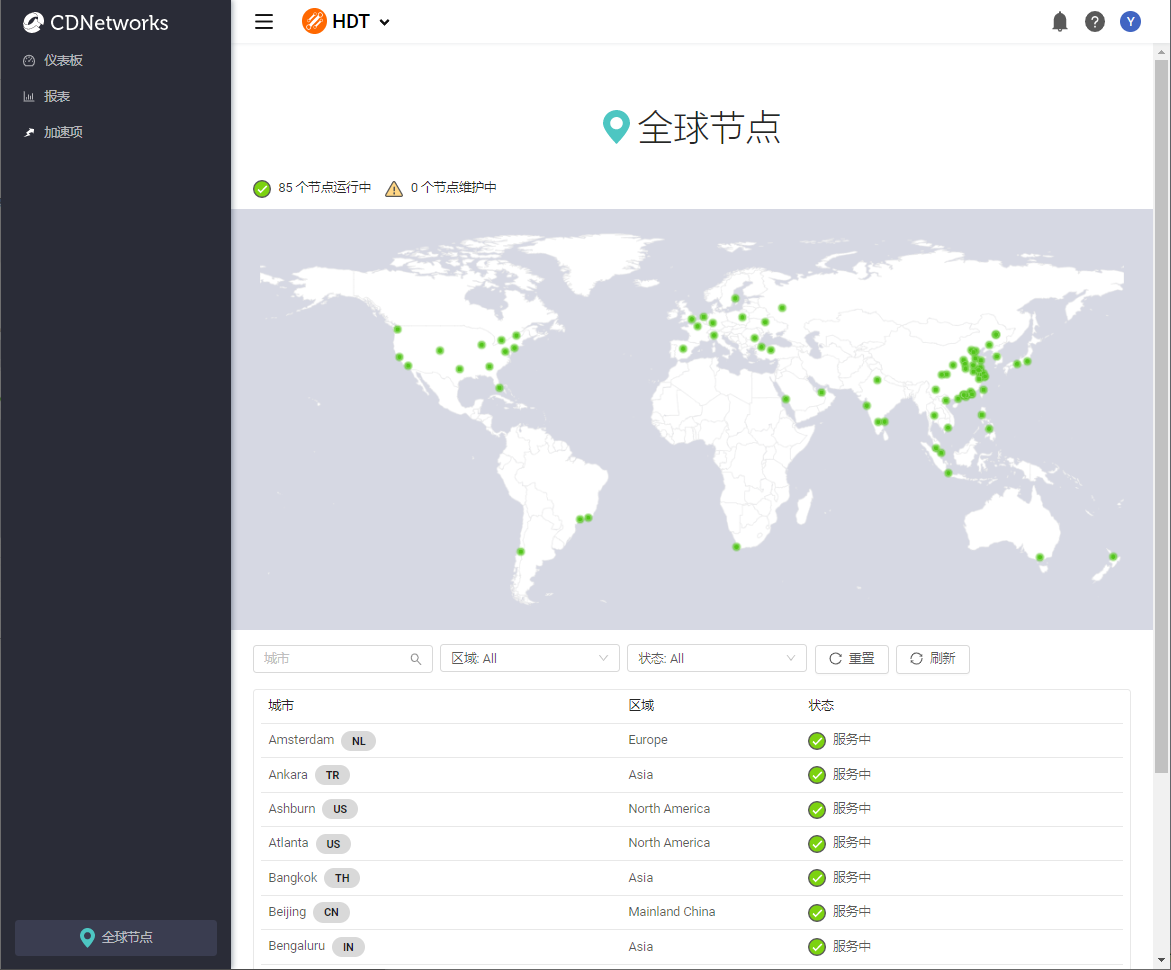 CDNetworks
仪表板
报表
加速项
全球节点
HDT
?
Y
全球节点
85 个节点运行中
0 个节点维护中
城市
区域: All
状态: All
重置
刷新
城市 区域 状态
Amsterdam NL Europe 服务中
Ankara TR Asia 服务中
Ashburn US North America 服务中
Atlanta US North America 服务中
Bangkok TH Asia 服务中
Beijing CN Mainland China 服务中
Bengaluru IN Asia 服务中